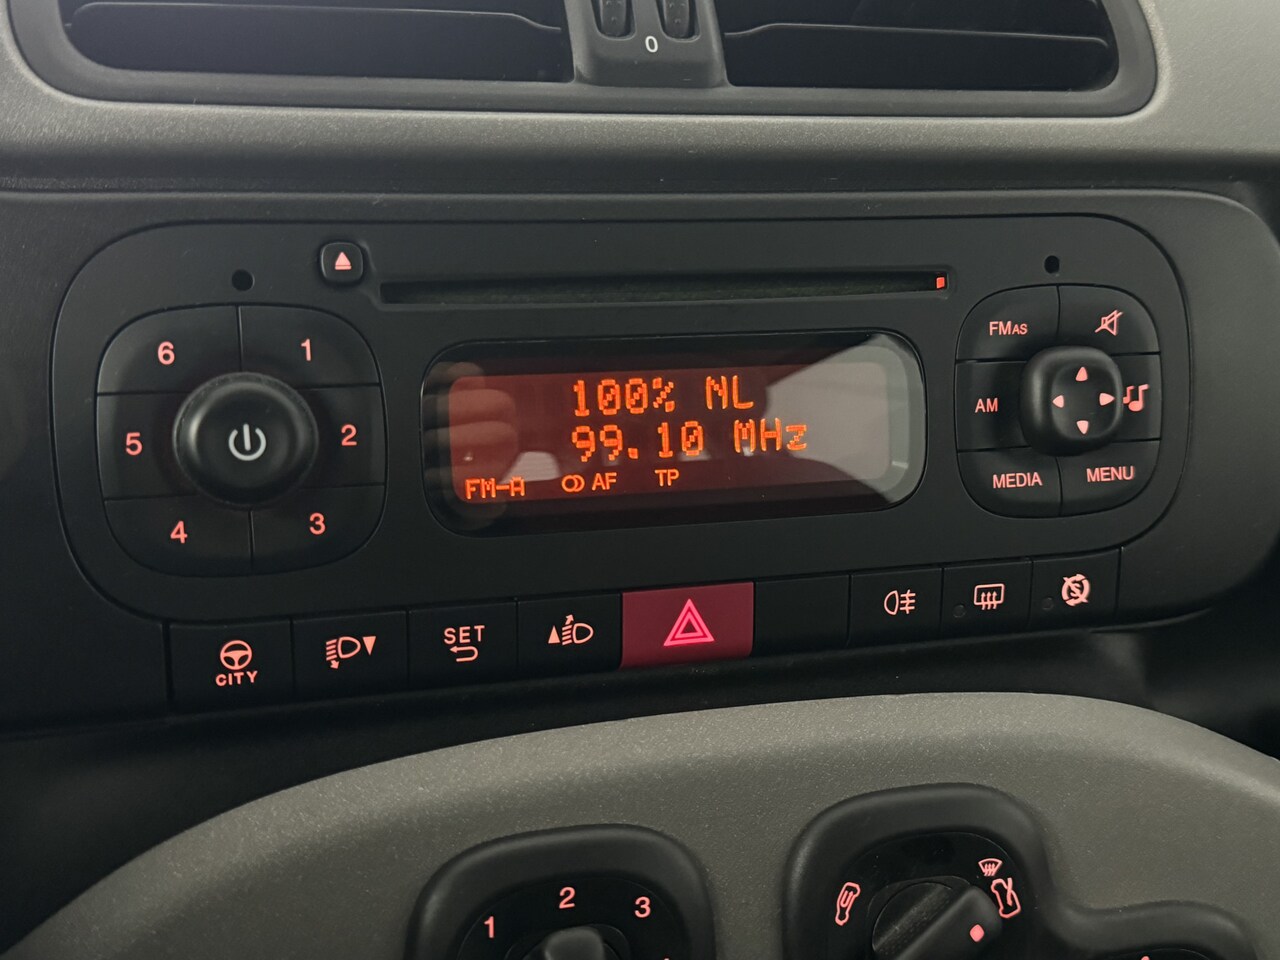 0
6 1
5 2
4 3
100% NL
99.10 MHz
FM-A AF TP
FMAS
AM
MEDIA MENU
CITY
SET
1 2 3